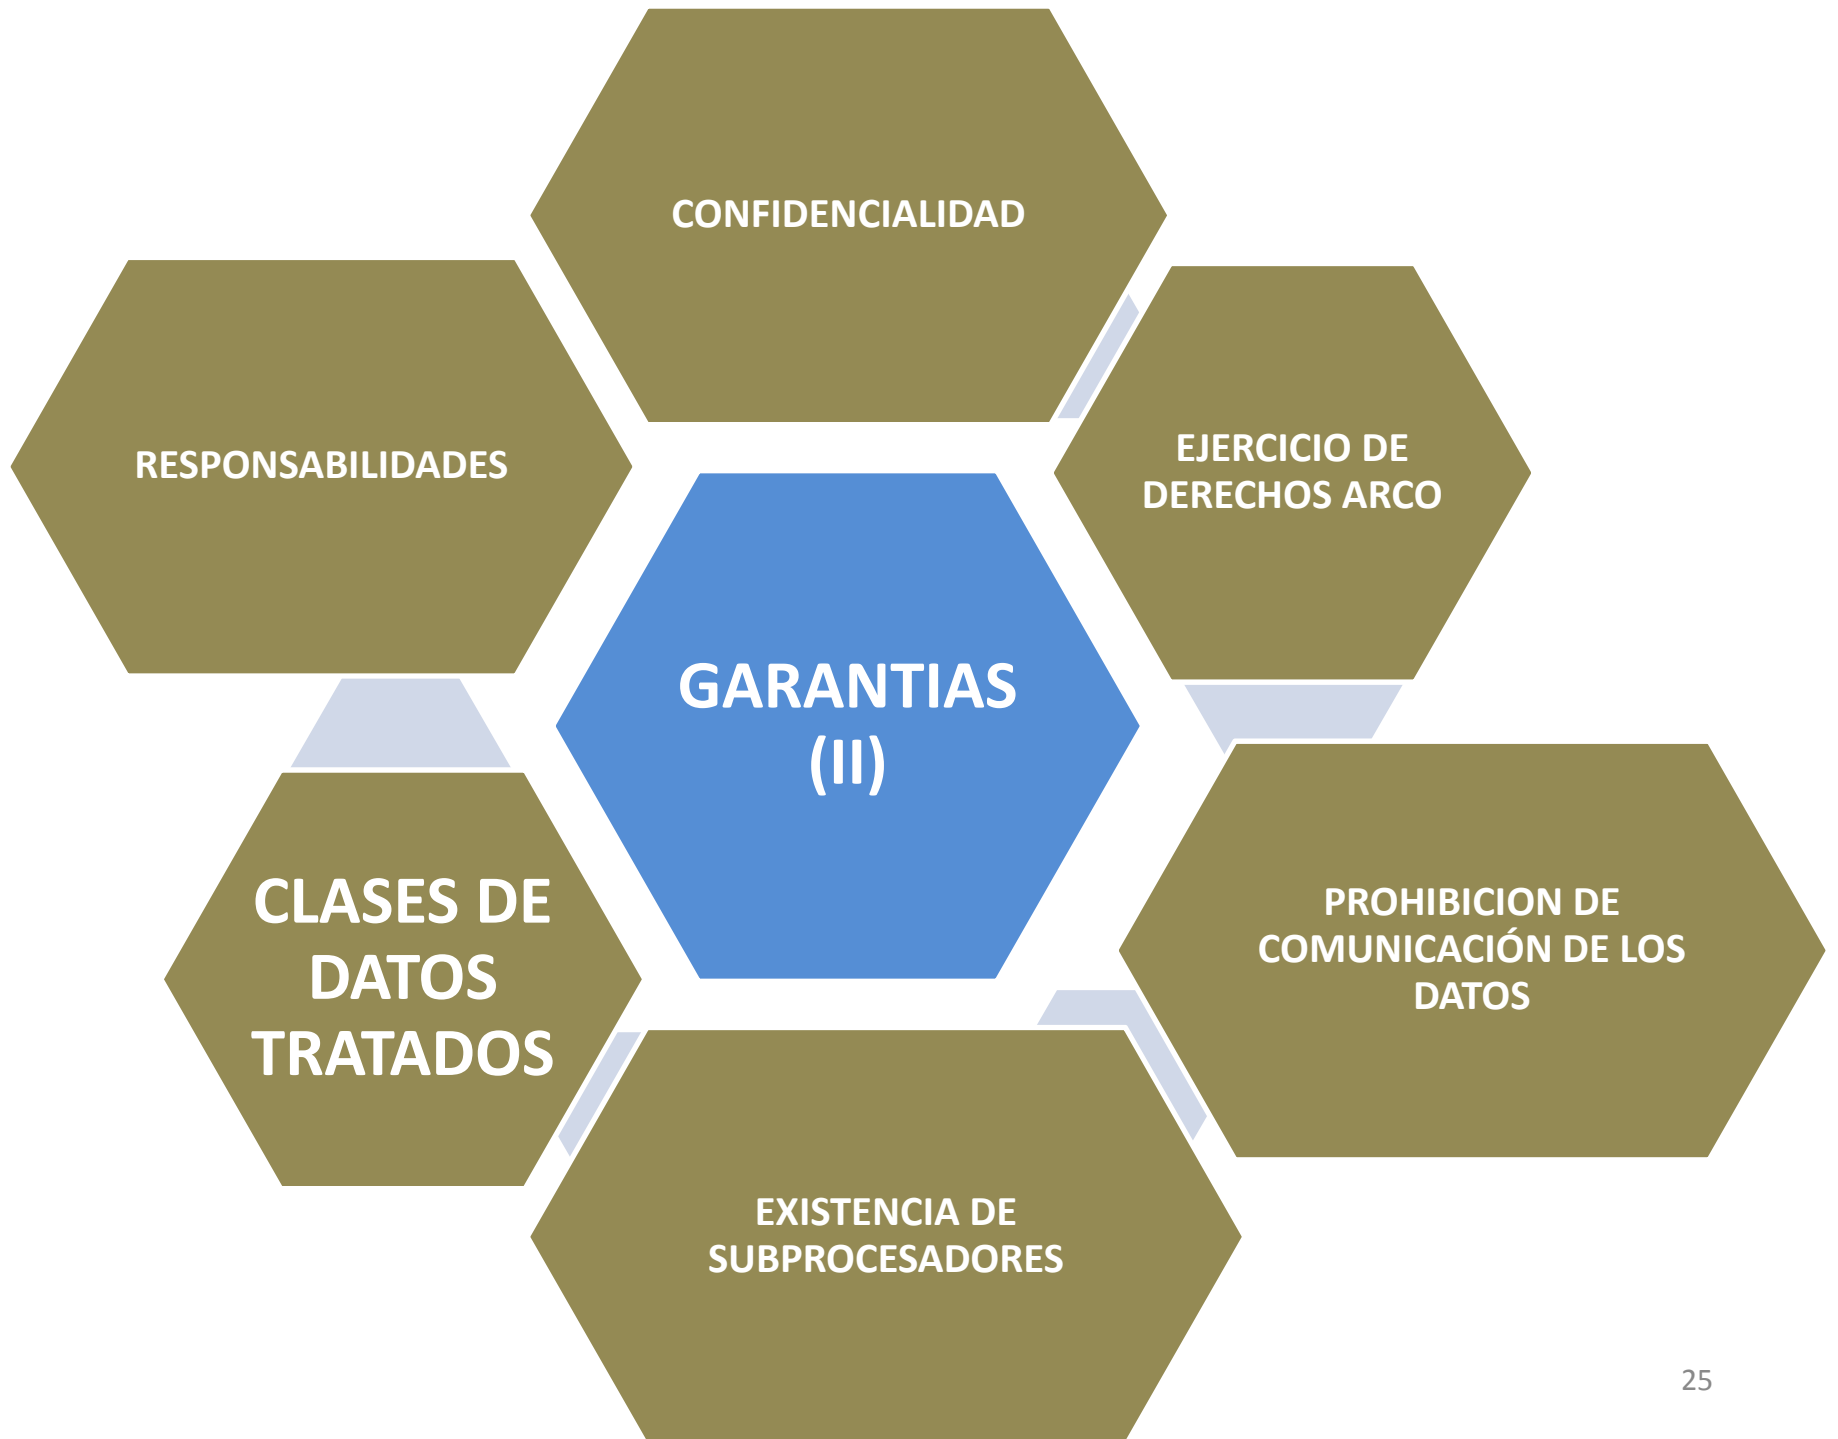 CONFIDENCIALIDAD
RESPONSABILIDADES
EJERCICIO DE
DERECHOS ARCO
GARANTIAS
(II)
CLASES DE
DATOS
TRATADOS
PROHIBICION DE
COMUNICACIÓN DE LOS
DATOS
EXISTENCIA DE
SUBPROCESADORES
25